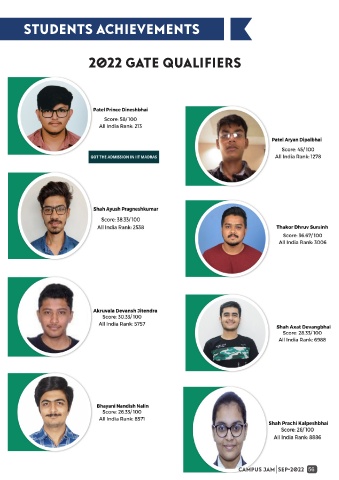 STUDENTS ACHIEVEMENTS
2022 GATE QUALIFIERS
Patel Prince Dineshbhai
Score: 58/100
All India Rank: 213
GOT THE ADMISSION IN IIT MADRAS
Patel Aryan Dipalbhai
Score: 45/100
All India Rank: 1278
Shah Ayush Pragneshkumar
Score: 38.33/100
All India Rank: 2538
Thakor Dhruv Sursinh
Score: 36.67/100
All India Rank: 3006
Akruvala Devansh Jitendra
Score: 30.33/100
All India Rank: 5757
Shah Axat Devangbhai
Score: 28.33/100
All India Rank: 6988
Bhayani Nandish Nalin
Score: 26.33/100
All India Rank: 8571
Shah Prachi Kalpeshbhai
Score: 26/100
All India Rank: 8886
CAMPUS JAM | SEP-2022 56